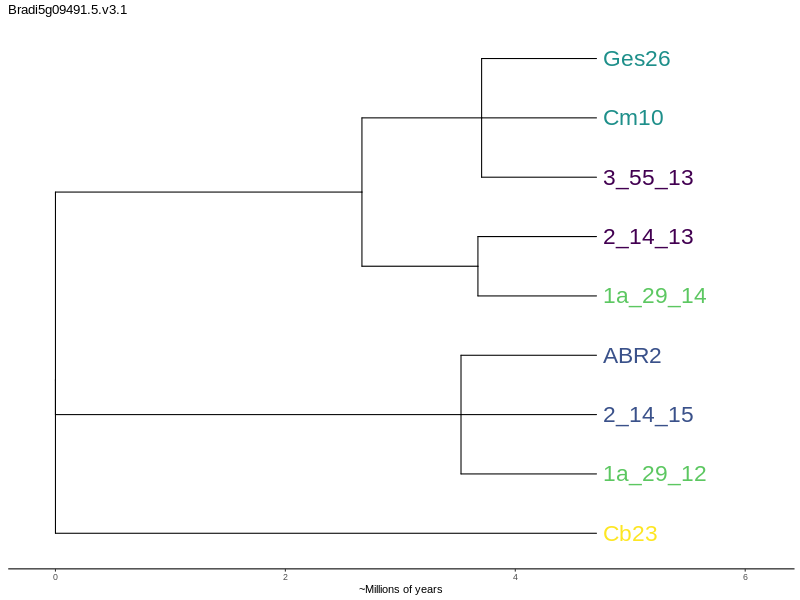 Bradi5g09491.5.v3.1
Ges26
Cm10
3_55_13
2_14_13
1a_29_14
ABR2
2_14_15
1a_29_12
Cb23
0 2 4 6
~Millions of years